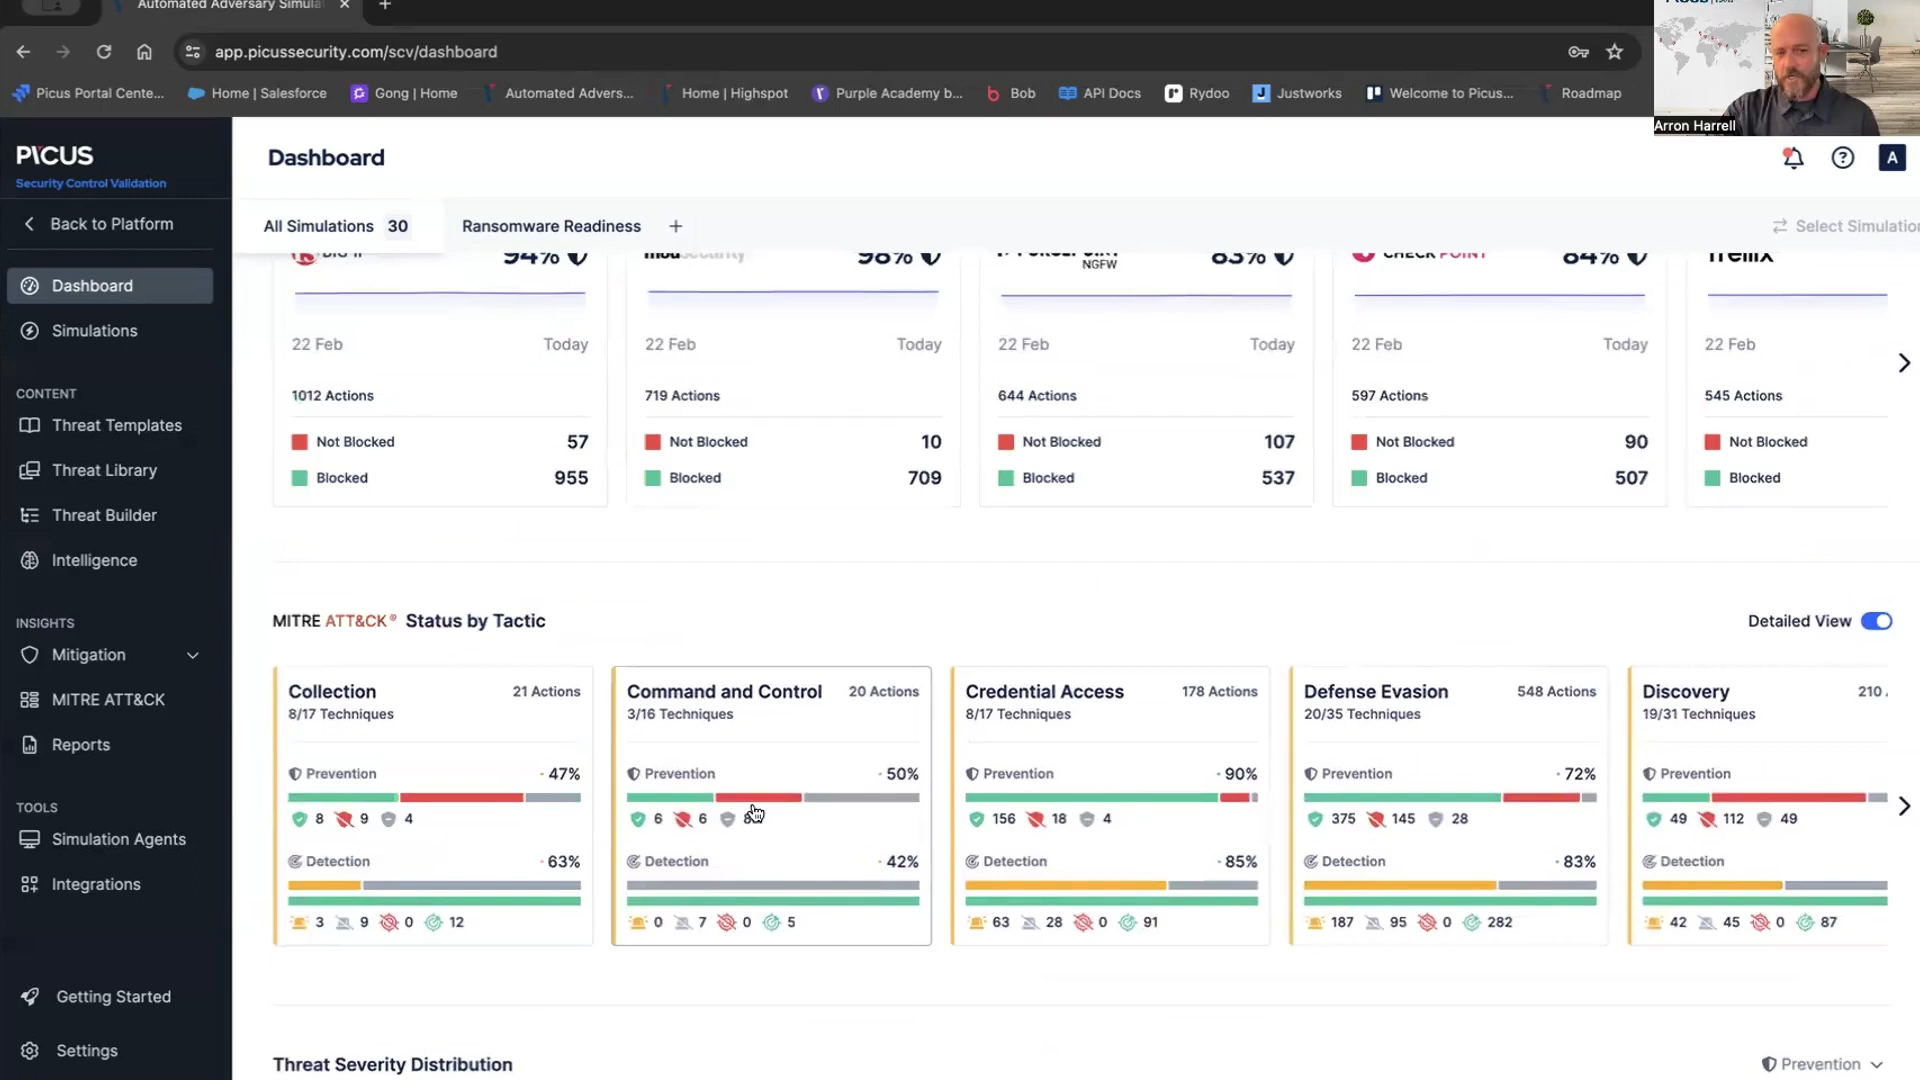 Automated Adversary Simula
app.picussecurity.com/scv/dashboard
Picus Portal Cente... Home | Salesforce Gong | Home Automated Advers... Home | Highspot Purple Academy b... Bob API Docs Rydoo Justworks Welcome to Picus... Roadmap
Arron Harrell
PICUS
Security Control Validation
Back to Platform
Dashboard
Simulations
CONTENT
Threat Templates
Threat Library
Threat Builder
Intelligence
INSIGHTS
Mitigation
MITRE ATT&CK
Reports
TOOLS
Simulation Agents
Integrations
Getting Started
Settings
Dashboard
A
All Simulations 30 Ransomware Readiness + Select Simulation
BIG-IP 94%
modsecurity 98%
FORCEPOINT 83%
NGFW
CHECK POINT 84%
Trellix
22 Feb Today
1012 Actions
Not Blocked 57
Blocked 955
22 Feb Today
719 Actions
Not Blocked 10
Blocked 709
22 Feb Today
644 Actions
Not Blocked 107
Blocked 537
22 Feb Today
597 Actions
Not Blocked 90
Blocked 507
22 Feb
545 Actions
Not Blocked
Blocked
MITRE ATT&CK® Status by Tactic
Detailed View
Collection 21 Actions
8/17 Techniques
Prevention - 47%
8 9 4
Detection - 63%
3 9 0 12
Command and Control 20 Actions
3/16 Techniques
Prevention - 50%
6 6 8
Detection - 42%
0 7 0 5
Credential Access 178 Actions
8/17 Techniques
Prevention - 90%
156 18 4
Detection - 85%
63 28 0 91
Defense Evasion 548 Actions
20/35 Techniques
Prevention - 72%
375 145 28
Detection - 83%
187 95 0 282
Discovery 210
19/31 Techniques
Prevention
49 112 49
Detection
42 45 0 87
Threat Severity Distribution
Prevention